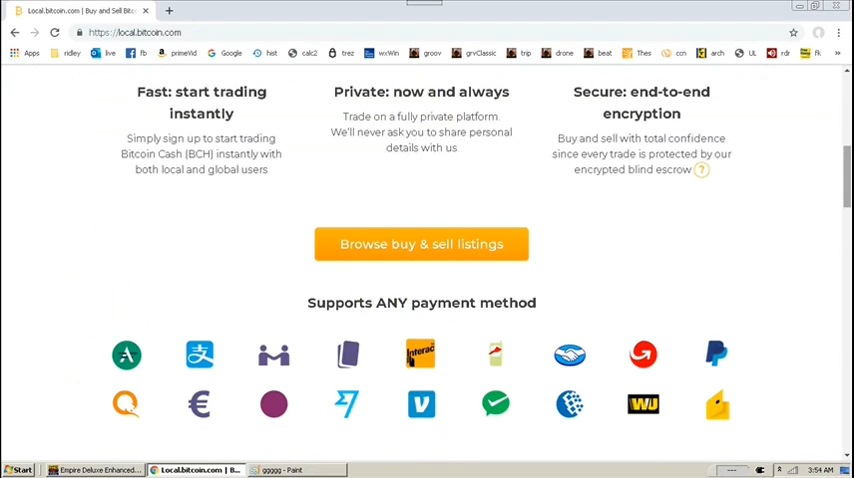 Local.bitcoin.com | Buy and Sell Bitc
https://local.bitcoin.com
Apps ridley live fb primeVid Google hist calc2 trez wxWin groov grvClassic trip drone beat Thes ccn arch UL rdr fk
Fast: start trading
instantly
Simply sign up to start trading
Bitcoin Cash (BCH) instantly with
both local and global users
Private: now and always
Trade on a fully private platform.
We'll never ask you to share personal
details with us
Secure: end-to-end
encryption
Buy and sell with total confidence
since every trade is protected by our
encrypted blind escrow ?
Browse buy & sell listings
Supports ANY payment method
Interac
WU
Start Empire Deluxe Enhanced... Local.bitcoin.com | B... ggggg - Paint 3:54 AM